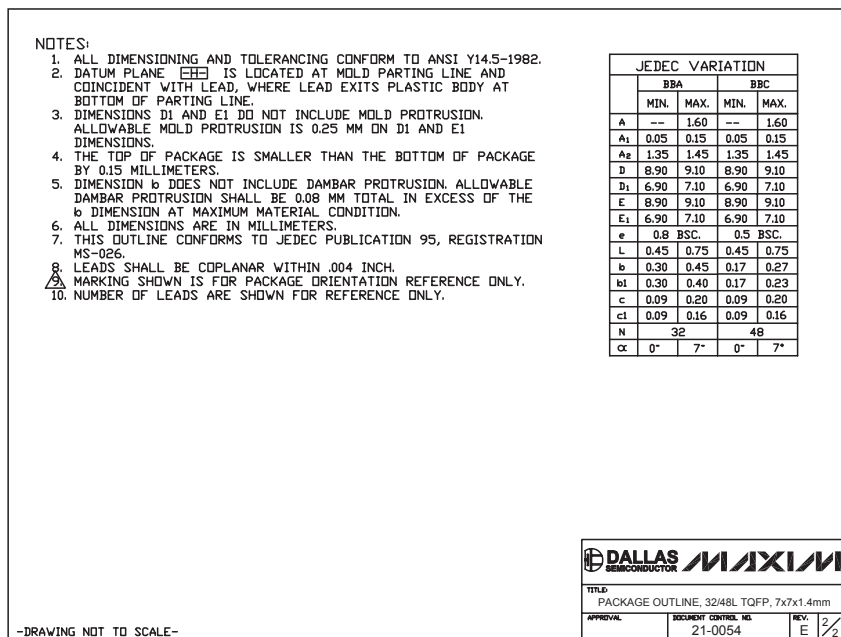 NOTES:
1. ALL DIMENSIONING AND TOLERANCING CONFORM TO ANSI Y14.5-1982.
2. DATUM PLANE -H- IS LOCATED AT MOLD PARTING LINE AND
COINCIDENT WITH LEAD, WHERE LEAD EXITS PLASTIC BODY AT
BOTTOM OF PARTING LINE.
3. DIMENSIONS D1 AND E1 DO NOT INCLUDE MOLD PROTRUSION.
ALLOWABLE MOLD PROTRUSION IS 0.25 MM ON D1 AND E1
DIMENSIONS.
4. THE TOP OF PACKAGE IS SMALLER THAN THE BOTTOM OF PACKAGE
BY 0.15 MILLIMETERS.
5. DIMENSION b DOES NOT INCLUDE DAMBAR PROTRUSION. ALLOWABLE
DAMBAR PROTRUSION SHALL BE 0.08 MM TOTAL IN EXCESS OF THE
b DIMENSION AT MAXIMUM MATERIAL CONDITION.
6. ALL DIMENSIONS ARE IN MILLIMETERS.
7. THIS OUTLINE CONFORMS TO JEDEC PUBLICATION 95, REGISTRATION
MS-026.
8. LEADS SHALL BE COPLANAR WITHIN .004 INCH.
9. MARKING SHOWN IS FOR PACKAGE ORIENTATION REFERENCE ONLY.
10. NUMBER OF LEADS ARE SHOWN FOR REFERENCE ONLY.
JEDEC VARIATION
BBA BBC
MIN. MAX. MIN. MAX.
A -- 1.60 -- 1.60
A1 0.05 0.15 0.05 0.15
A2 1.35 1.45 1.35 1.45
D 8.90 9.10 8.90 9.10
D1 6.90 7.10 6.90 7.10
E 8.90 9.10 8.90 9.10
E1 6.90 7.10 6.90 7.10
e 0.8 BSC. 0.5 BSC.
L 0.45 0.75 0.45 0.75
b 0.30 0.45 0.17 0.27
b1 0.30 0.40 0.17 0.23
c 0.09 0.20 0.09 0.20
c1 0.09 0.16 0.09 0.16
N 32 48
α 0° 7° 0° 7°
DALLAS SEMICONDUCTOR MAXIM
TITLE:
PACKAGE OUTLINE, 32/48L TQFP, 7x7x1.4mm
APPROVAL DOCUMENT CONTROL NO. REV.
21-0054 E 2/2
-DRAWING NOT TO SCALE-